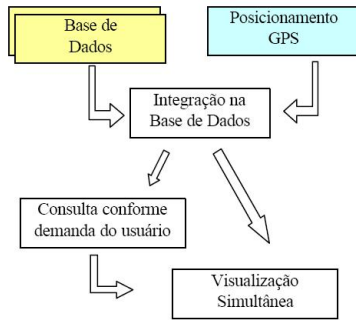 Base de
Dados
Posicionamento
GPS
Integração na
Base de Dados
Consulta conforme
demanda do usuário
Visualização
Simultânea